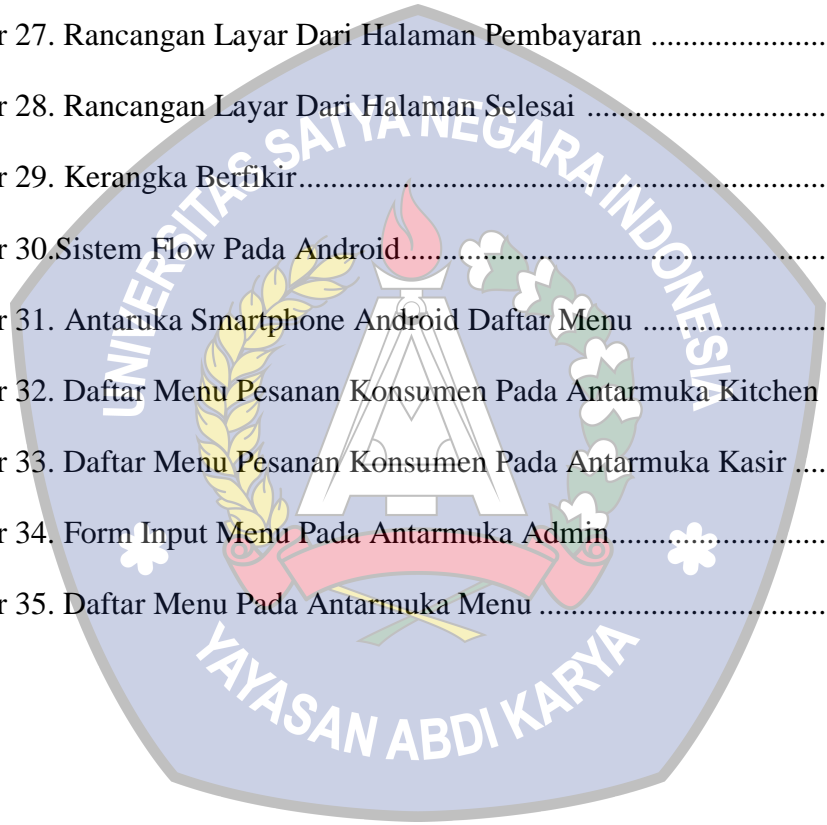 r 27. Rancangan Layar Dari Halaman Pembayaran ......................
r 28. Rancangan Layar Dari Halaman Selesai ..............................
r 29. Kerangka Berfikir..................................................................
r 30.Sistem Flow Pada Android.....................................................
r 31. Antaruka Smartphone Android Daftar Menu .......................
r 32. Daftar Menu Pesanan Konsumen Pada Antarmuka Kitchen
r 33. Daftar Menu Pesanan Konsumen Pada Antarmuka Kasir ....
r 34. Form Input Menu Pada Antarmuka Admin...........................
r 35. Daftar Menu Pada Antarmuka Menu ....................................
UNIVERSITAS SATYA NEGARA INDONESIA
YAYASAN ABDI KARYA